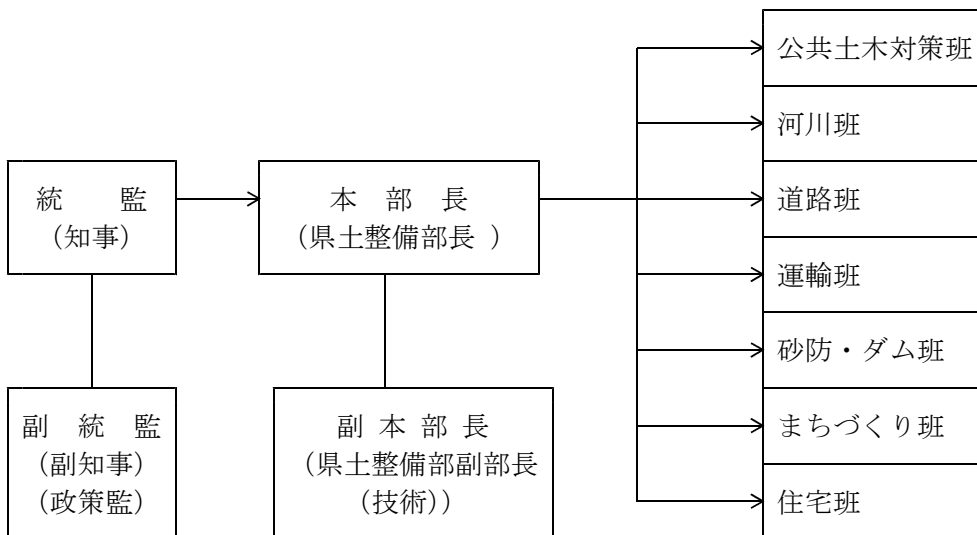 統　監
（知事）
副　統　監
（副知事）
（政策監）
本　部　長
（県土整備部長 ）
副 本 部 長
（県土整備部副部長
（技術））
公共土木対策班
河川班
道路班
運輸班
砂防・ダム班
まちづくり班
住宅班